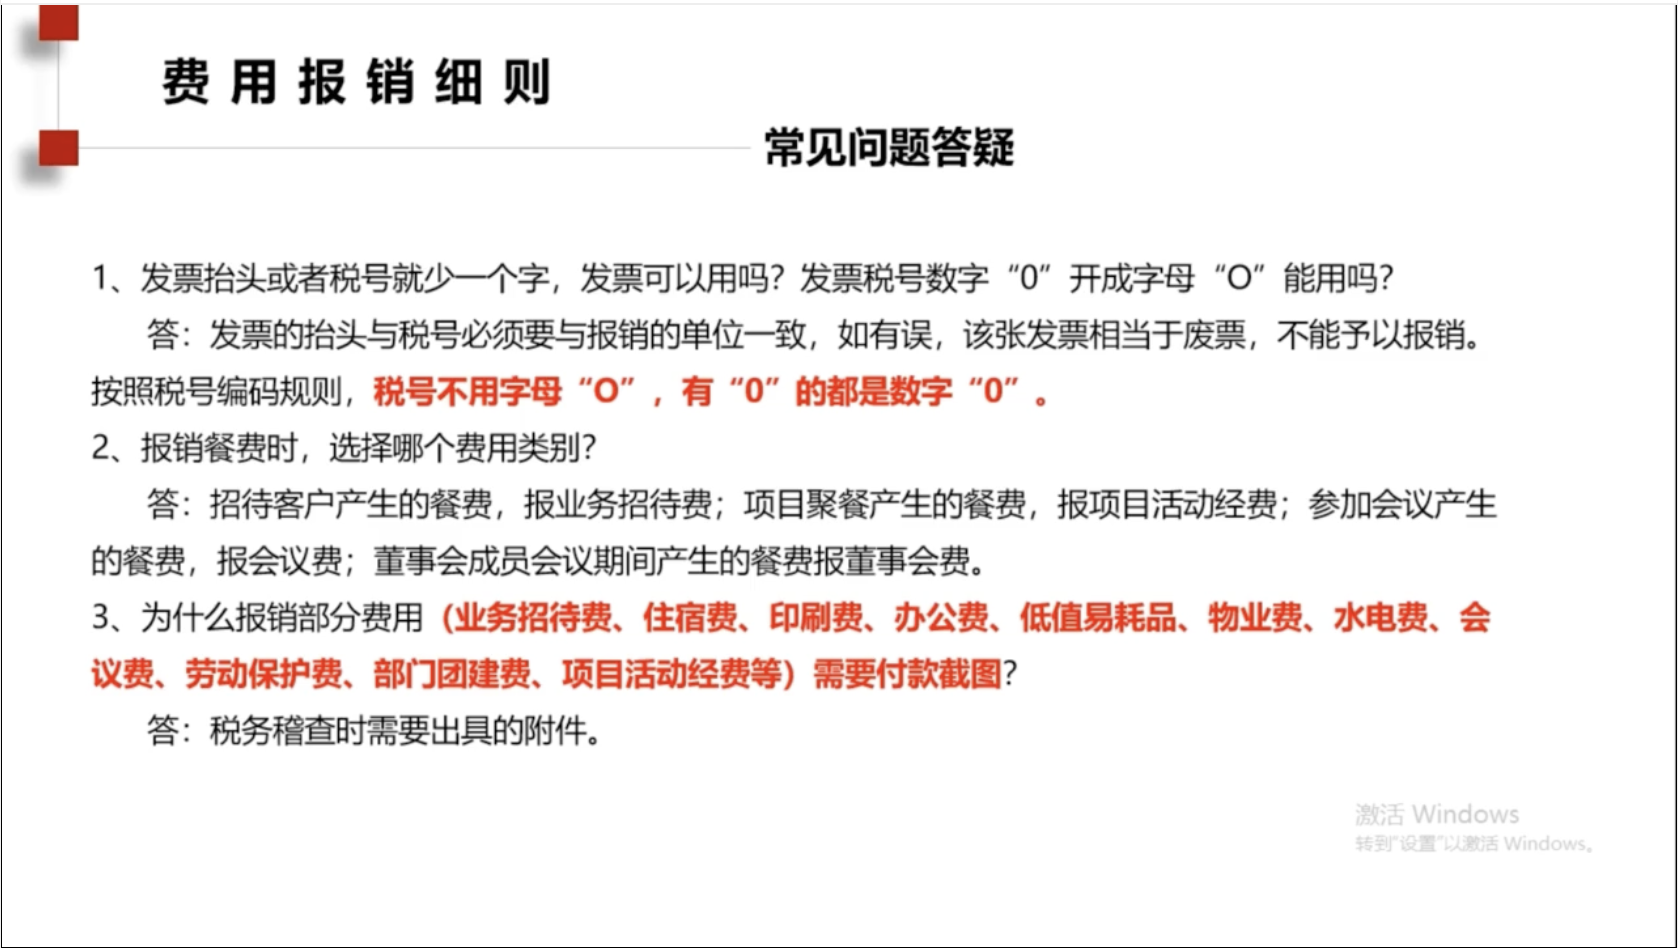 费用报销细则
常见问题答疑
1、发票抬头或者税号就少一个字，发票可以用吗？发票税号数字“0”开成字母“O”能用吗？
答：发票的抬头与税号必须要与报销的单位一致，如有误，该张发票相当于废票，不能予以报销。
按照税号编码规则，税号不用字母“O”，有“0”的都是数字“0”。
2、报销餐费时，选择哪个费用类别？
答：招待客户产生的餐费，报业务招待费；项目聚餐产生的餐费，报项目活动经费；参加会议产生
的餐费，报会议费；董事会成员会议期间产生的餐费报董事会费。
3、为什么报销部分费用（业务招待费、住宿费、印刷费、办公费、低值易耗品、物业费、水电费、会
议费、劳动保护费、部门团建费、项目活动经费等）需要付款截图？
答：税务稽查时需要出具的附件。
激活 Windows
转到“设置”以激活 Windows。